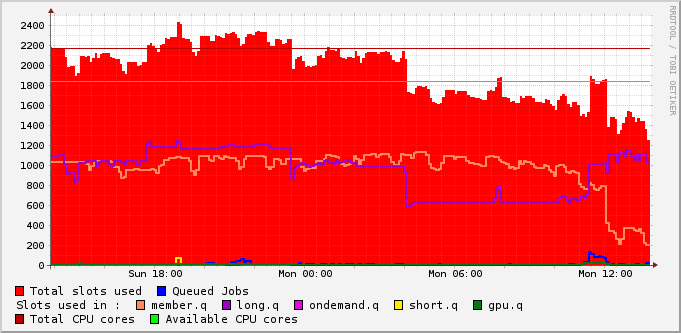 RRDTOOL / TOBI OETIKER
2400
2200
2000
1800
1600
1400
1200
1000
800
600
400
200
0
Sun 18:00 Mon 00:00 Mon 06:00 Mon 12:00
Total slots used Queued Jobs
Slots used in : member.q long.q ondemand.q short.q gpu.q
Total CPU cores Available CPU cores